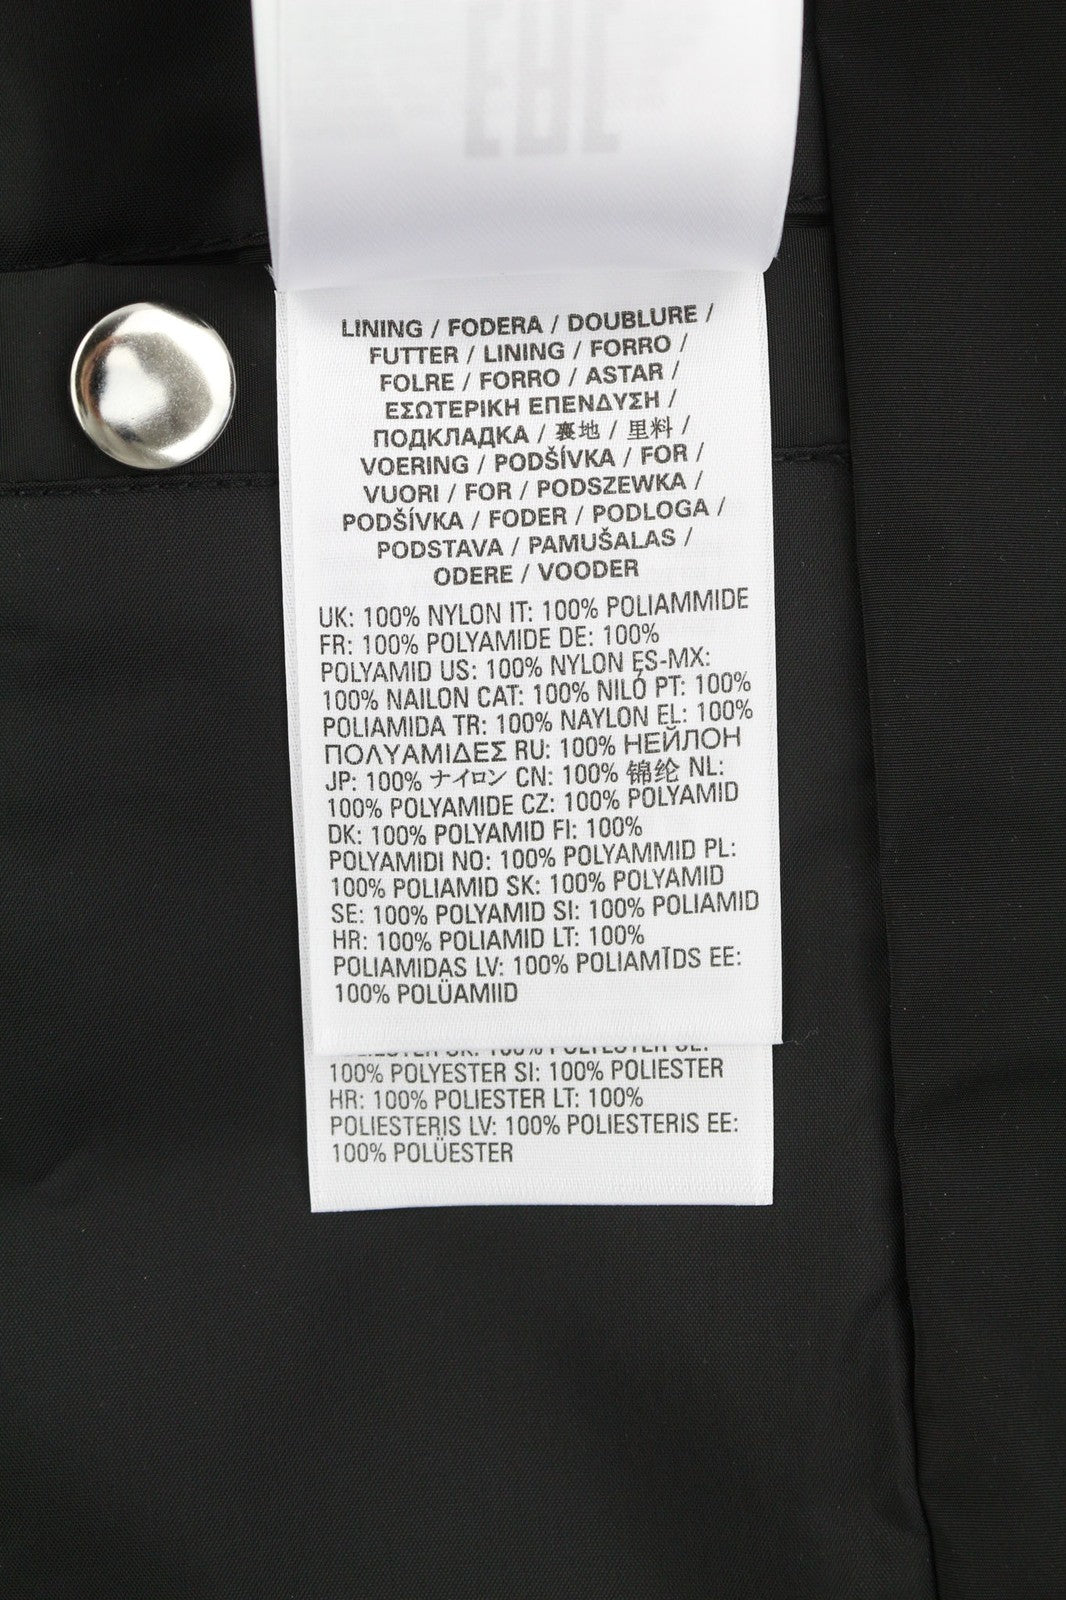 LINING / FODERA / DOUBLURE /
FUTTER / LINING / FORRO /
FOLRE / FORRO / ASTAR /
ΕΣΩΤΕΡΙΚΗ ΕΠΕΝΔΥΣΗ /
ПОДКЛАДКА / 裏地 / 里料 /
VOERING / PODŠÍVKA / FOR /
VUORI / FOR / PODSZEWKA /
PODŠÍVKA / FODER / PODLOGA /
PODSTAVA / PAMUŠALAS /
ODERE / VOODER
UK: 100% NYLON IT: 100% POLIAMMIDE
FR: 100% POLYAMIDE DE: 100%
POLYAMID US: 100% NYLON ES-MX:
100% NAILON CAT: 100% NILÓ PT: 100%
POLIAMIDA TR: 100% NAYLON EL: 100%
ΠΟΛΥΑΜΙΔΕΣ RU: 100% НЕЙЛОН
JP: 100% ナイロン CN: 100% 锦纶 NL:
100% POLYAMIDE CZ: 100% POLYAMID
DK: 100% POLYAMID FI: 100%
POLYAMIDI NO: 100% POLYAMMID PL:
100% POLIAMID SK: 100% POLYAMID
SE: 100% POLYAMID SI: 100% POLIAMID
HR: 100% POLIAMID LT: 100%
POLIAMIDAS LV: 100% POLIAMĪDS EE:
100% POLÜAMIID
100% POLYESTER SI: 100% POLIESTER
HR: 100% POLIESTER LT: 100%
POLIESTERIS LV: 100% POLIESTERIS EE:
100% POLÜESTER